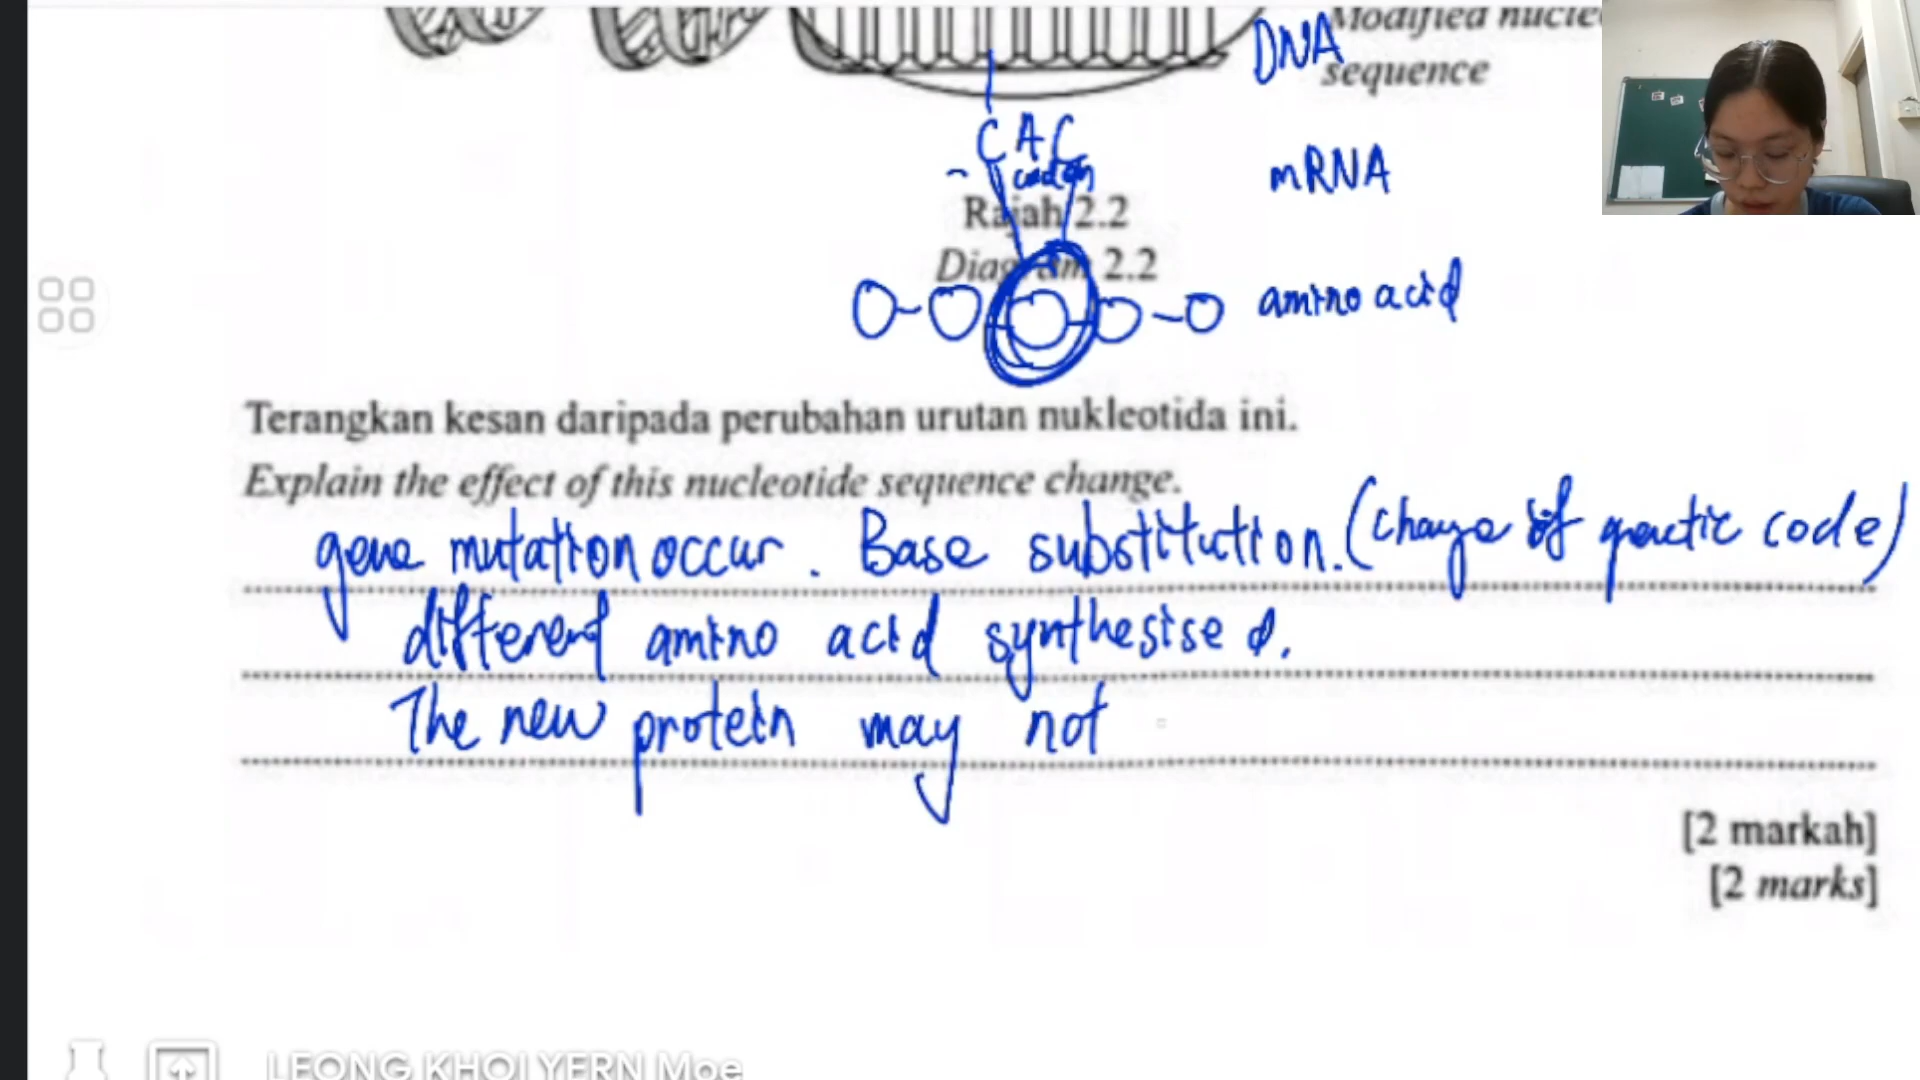 DNA
Modified nucle
sequence
CAC
codon
mRNA
Rajah 2.2
Diagram 2.2
amino acid
Terangkan kesan daripada perubahan urutan nukleotida ini.
Explain the effect of this nucleotide sequence change.
gene mutation occur. Base substitution. (change of genetic code)
different amino acid synthesised.
The new protein may not
[2 markah]
[2 marks]
LEONG KHOI YERN Moe